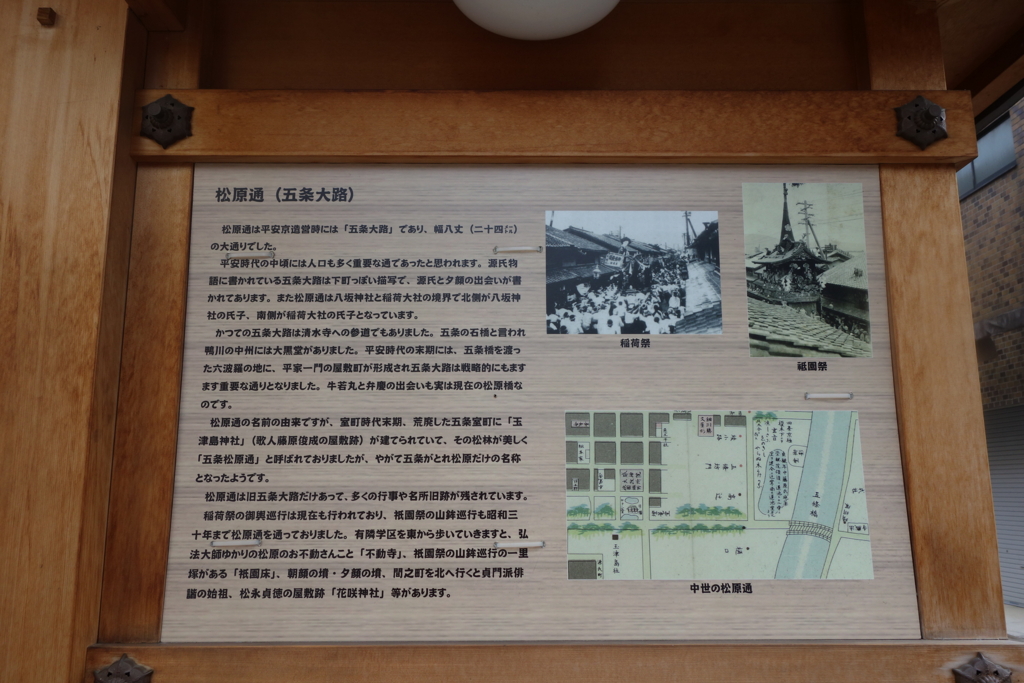 松原通（五条大路）
松原通は平安京造営時には「五条大路」であり、幅八丈（二十四㍍）
の大通りでした。
平安時代の中頃には人口も多く重要な通であったと思われます。源氏物
語に書かれている五条大路は下町っぽい描写で、源氏と夕顔の出会いが書
かれてあります。また松原通は八坂神社と稲荷大社の境界で北側が八坂神
社の氏子、南側が稲荷大社の氏子となっています。
かつての五条大路は清水寺への参道でもありました。五条の石橋と言われ
鴨川の中州には大黒堂がありました。平安時代の末期には、五条橋を渡っ
た六波羅の地に、平家一門の屋敷町が形成され五条大路は戦略的にもます
ます重要な通りとなりました。牛若丸と弁慶の出会いも実は現在の松原橋な
のです。
松原通の名前の由来ですが、室町時代末期、荒廃した五条室町に「玉
津島神社」（歌人藤原俊成の屋敷跡）が建てられていて、その松林が美しく
「五条松原通」と呼ばれておりましたが、やがて五条がとれ松原だけの名称
となったようです。
松原通は旧五条大路だけあって、多くの行事や名所旧跡が残されています。
稲荷祭の御輿巡行は現在も行われており、祇園祭の山鉾巡行も昭和三
十年まで松原通を通っておりました。有隣学区を東から歩いていきますと、弘
法大師ゆかりの松原のお不動さんこと「不動寺」、祇園祭の山鉾巡行の一里
塚がある「祇園床」、朝顔の墳・夕顔の墳、間之町を北へ行くと貞門派俳
諧の始祖、松永貞徳の屋敷跡「花咲神社」等があります。
稲荷祭
祇園祭
五條橋
玉津島社
中世の松原通